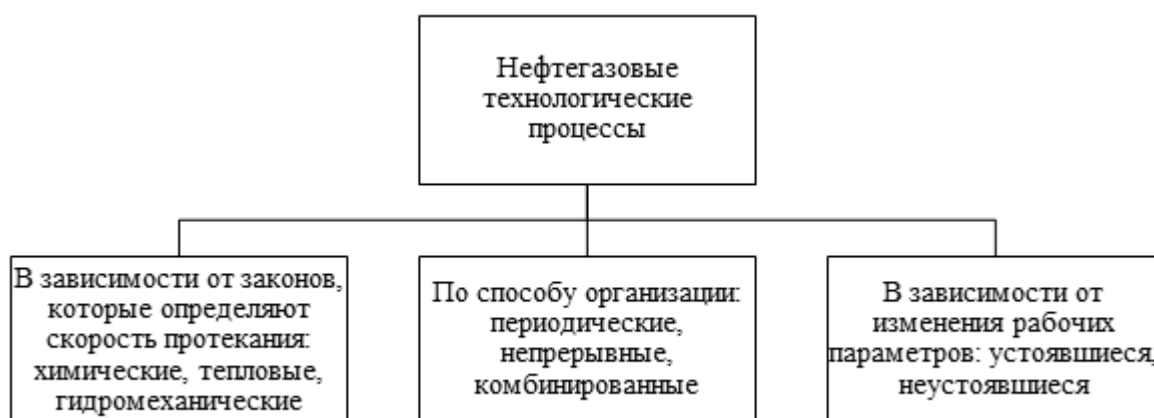 Нефтегазовые
технологические
процессы
В зависимости от законов,
которые определяют
скорость протекания:
химические, тепловые,
гидромеханические
По способу организации:
периодические,
непрерывные,
комбинированные
В зависимости от
изменения рабочих
параметров: устоявшиеся,
неустоявшиеся